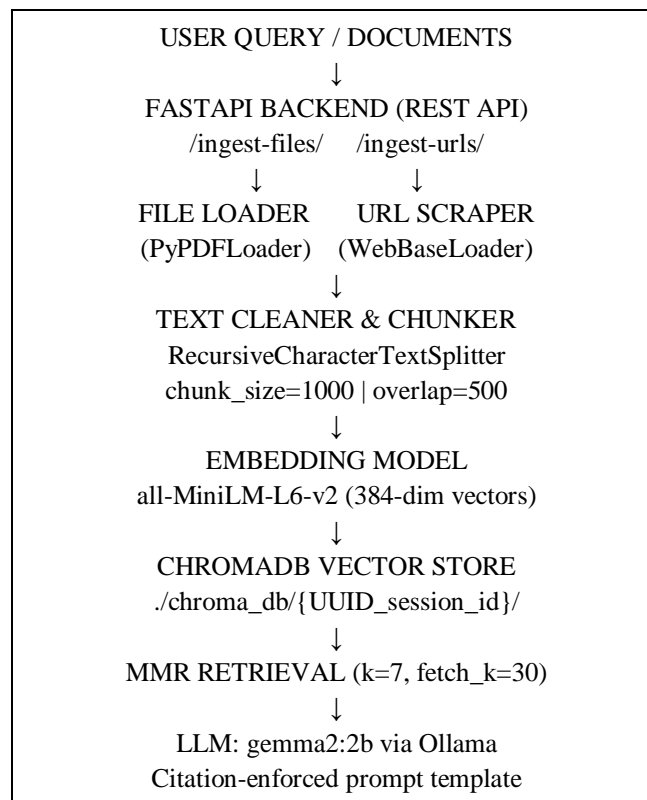 USER QUERY / DOCUMENTS
↓
FASTAPI BACKEND (REST API)
/ingest-files/ /ingest-urls/
↓ ↓
FILE LOADER URL SCRAPER
(PyPDFLoader) (WebBaseLoader)
↓
TEXT CLEANER & CHUNKER
RecursiveCharacterTextSplitter
chunk_size=1000 | overlap=500
↓
EMBEDDING MODEL
all-MiniLM-L6-v2 (384-dim vectors)
↓
CHROMADB VECTOR STORE
./chroma_db/{UUID_session_id}/
↓
MMR RETRIEVAL (k=7, fetch_k=30)
↓
LLM: gemma2:2b via Ollama
Citation-enforced prompt template